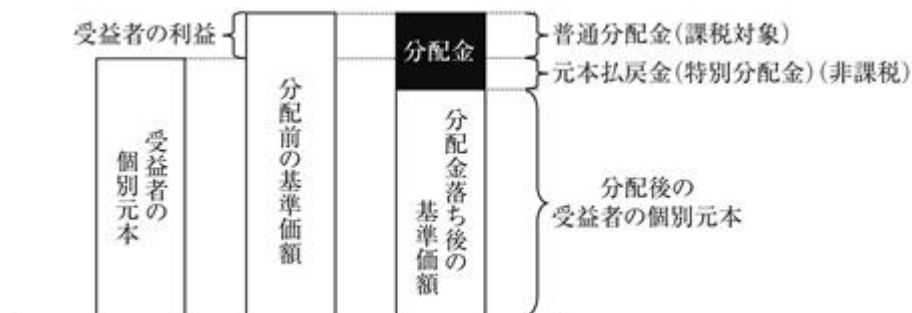 受益者の利益
分配金
普通分配金(課税対象)
元本払戻金(特別分配金)(非課税)
受益者の
個別元本
分配前の基準価額
分配金落ち後の
基準価額
分配後の
受益者の個別元本